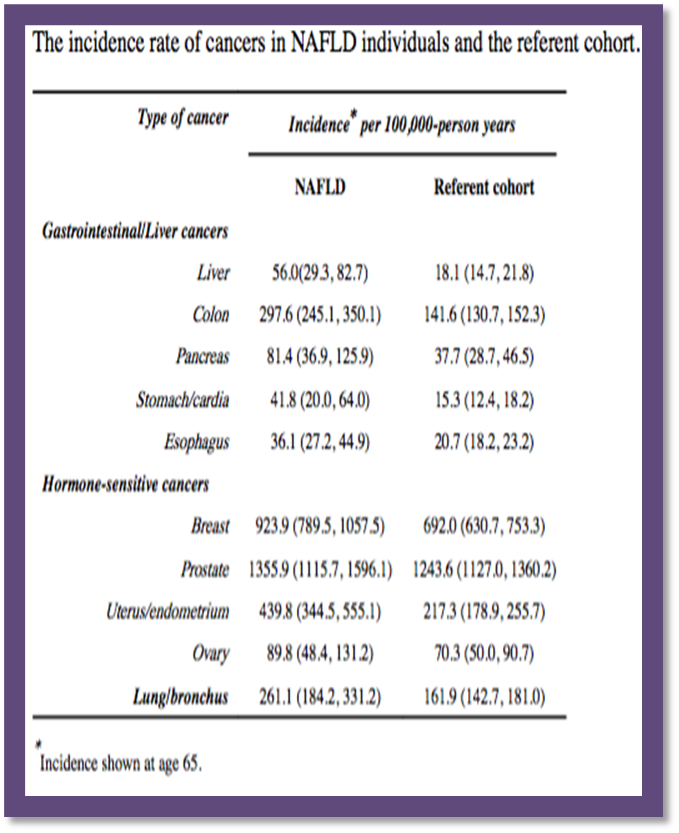 The incidence rate of cancers in NAFLD individuals and the referent cohort.
Type of cancer Incidence* per 100,000-person years
NAFLD Referent cohort
Gastrointestinal/Liver cancers
Liver 56.0(29.3, 82.7) 18.1 (14.7, 21.8)
Colon 297.6 (245.1, 350.1) 141.6 (130.7, 152.3)
Pancreas 81.4 (36.9, 125.9) 37.7 (28.7, 46.5)
Stomach/cardia 41.8 (20.0, 64.0) 15.3 (12.4, 18.2)
Esophagus 36.1 (27.2, 44.9) 20.7 (18.2, 23.2)
Hormone-sensitive cancers
Breast 923.9 (789.5, 1057.5) 692.0 (630.7, 753.3)
Prostate 1355.9 (1115.7, 1596.1) 1243.6 (1127.0, 1360.2)
Uterus/endometrium 439.8 (344.5, 555.1) 217.3 (178.9, 255.7)
Ovary 89.8 (48.4, 131.2) 70.3 (50.0, 90.7)
Lung/bronchus 261.1 (184.2, 331.2) 161.9 (142.7, 181.0)
*Incidence shown at age 65.